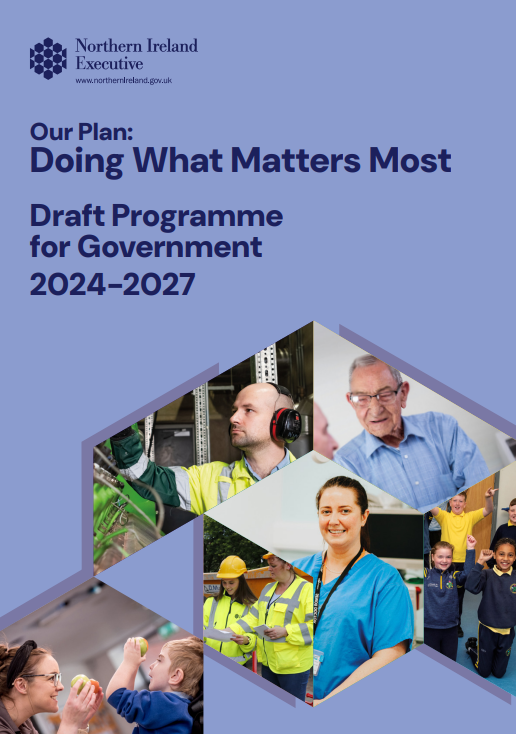 Northern Ireland
Executive
www.northernireland.gov.uk
Our Plan:
Doing What Matters Most
Draft Programme
for Government
2024-2027